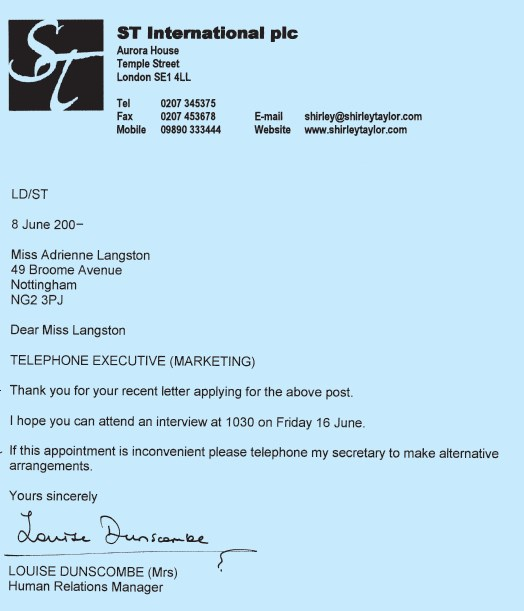 ST
ST International plc
Aurora House
Temple Street
London SE1 4LL
Tel 0207 345375
Fax 0207 453678 E-mail shirley@shirleytaylor.com
Mobile 09890 333444 Website www.shirleytaylor.com
LD/ST
8 June 200–
Miss Adrienne Langston
49 Broome Avenue
Nottingham
NG2 3PJ
Dear Miss Langston
TELEPHONE EXECUTIVE (MARKETING)
Thank you for your recent letter applying for the above post.
I hope you can attend an interview at 1030 on Friday 16 June.
If this appointment is inconvenient please telephone my secretary to make alternative
arrangements.
Yours sincerely
Louise Dunscombe
LOUISE DUNSCOMBE (Mrs)
Human Relations Manager